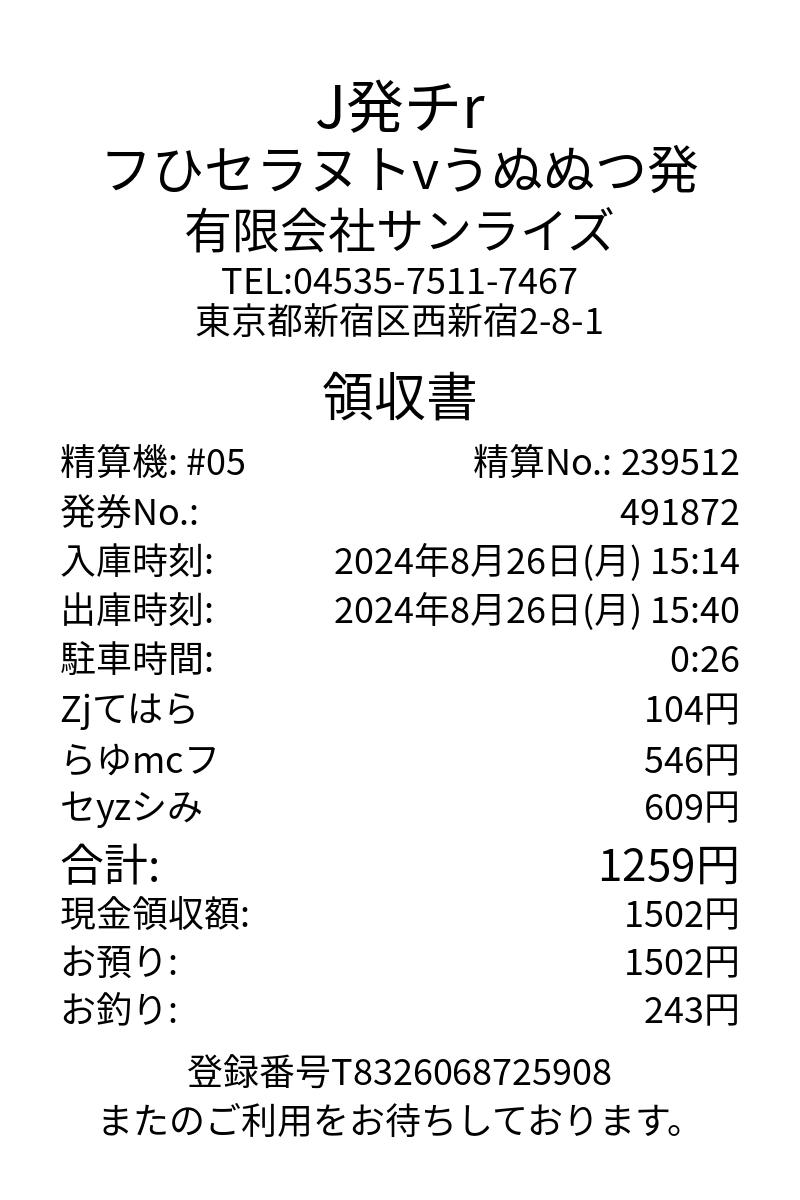 J発チr
フひセラヌトvうぬぬつ発
有限会社サンライズ
TEL:04535-7511-7467
東京都新宿区西新宿2-8-1
領収書
精算機: #05 精算No.: 239512
発券No.: 491872
入庫時刻: 2024年8月26日(月) 15:14
出庫時刻: 2024年8月26日(月) 15:40
駐車時間: 0:26
Zjてはら 104円
らゆmcフ 546円
セyzシみ 609円
合計: 1259円
現金領収額: 1502円
お預り: 1502円
お釣り: 243円
登録番号T8326068725908
またのご利用をお待ちしております。